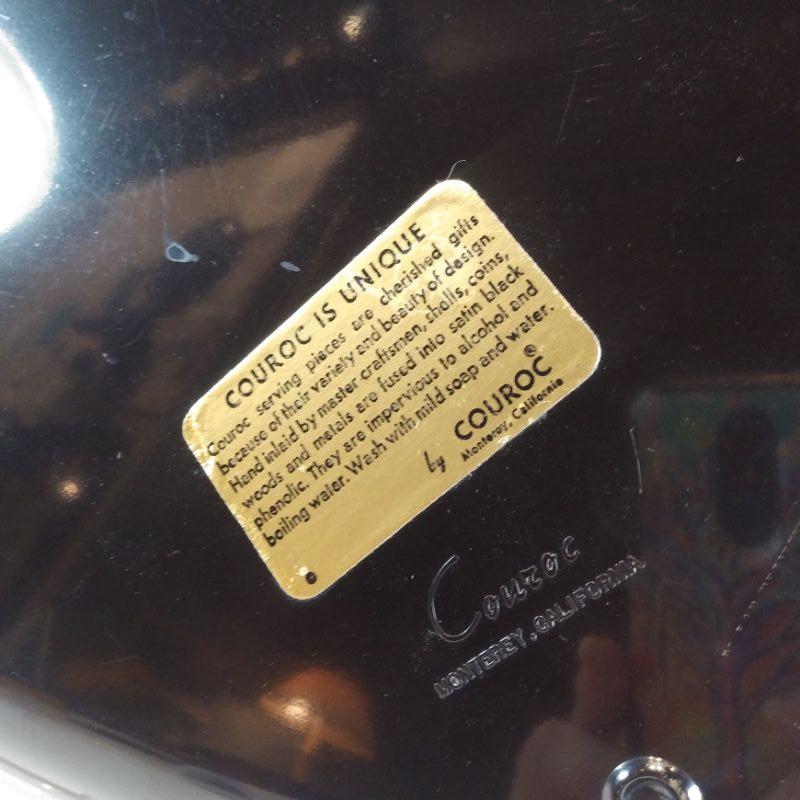 COUROC IS UNIQUE
Couroc serving pieces are cherished gifts
because of their variety and beauty of design.
Hand inlaid by master craftsmen, shells, coins,
woods and metals are fused into satin black
phenolic. They are impervious to alcohol and
boiling water. Wash with mild soap and water.
by COUROC®
Monterey, California
Couroc
MONTEREY, CALIFORNIA